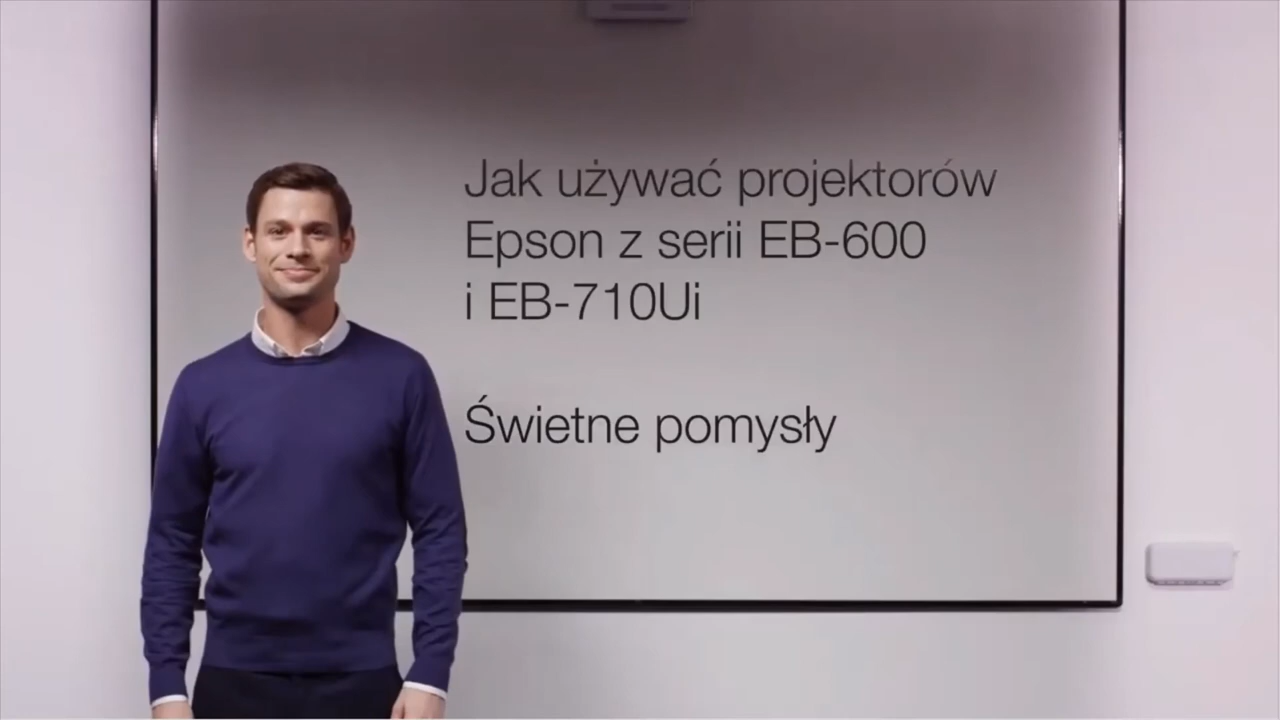 Jak używać projektorów
Epson z serii EB-600
i EB-710Ui
Świetne pomysły